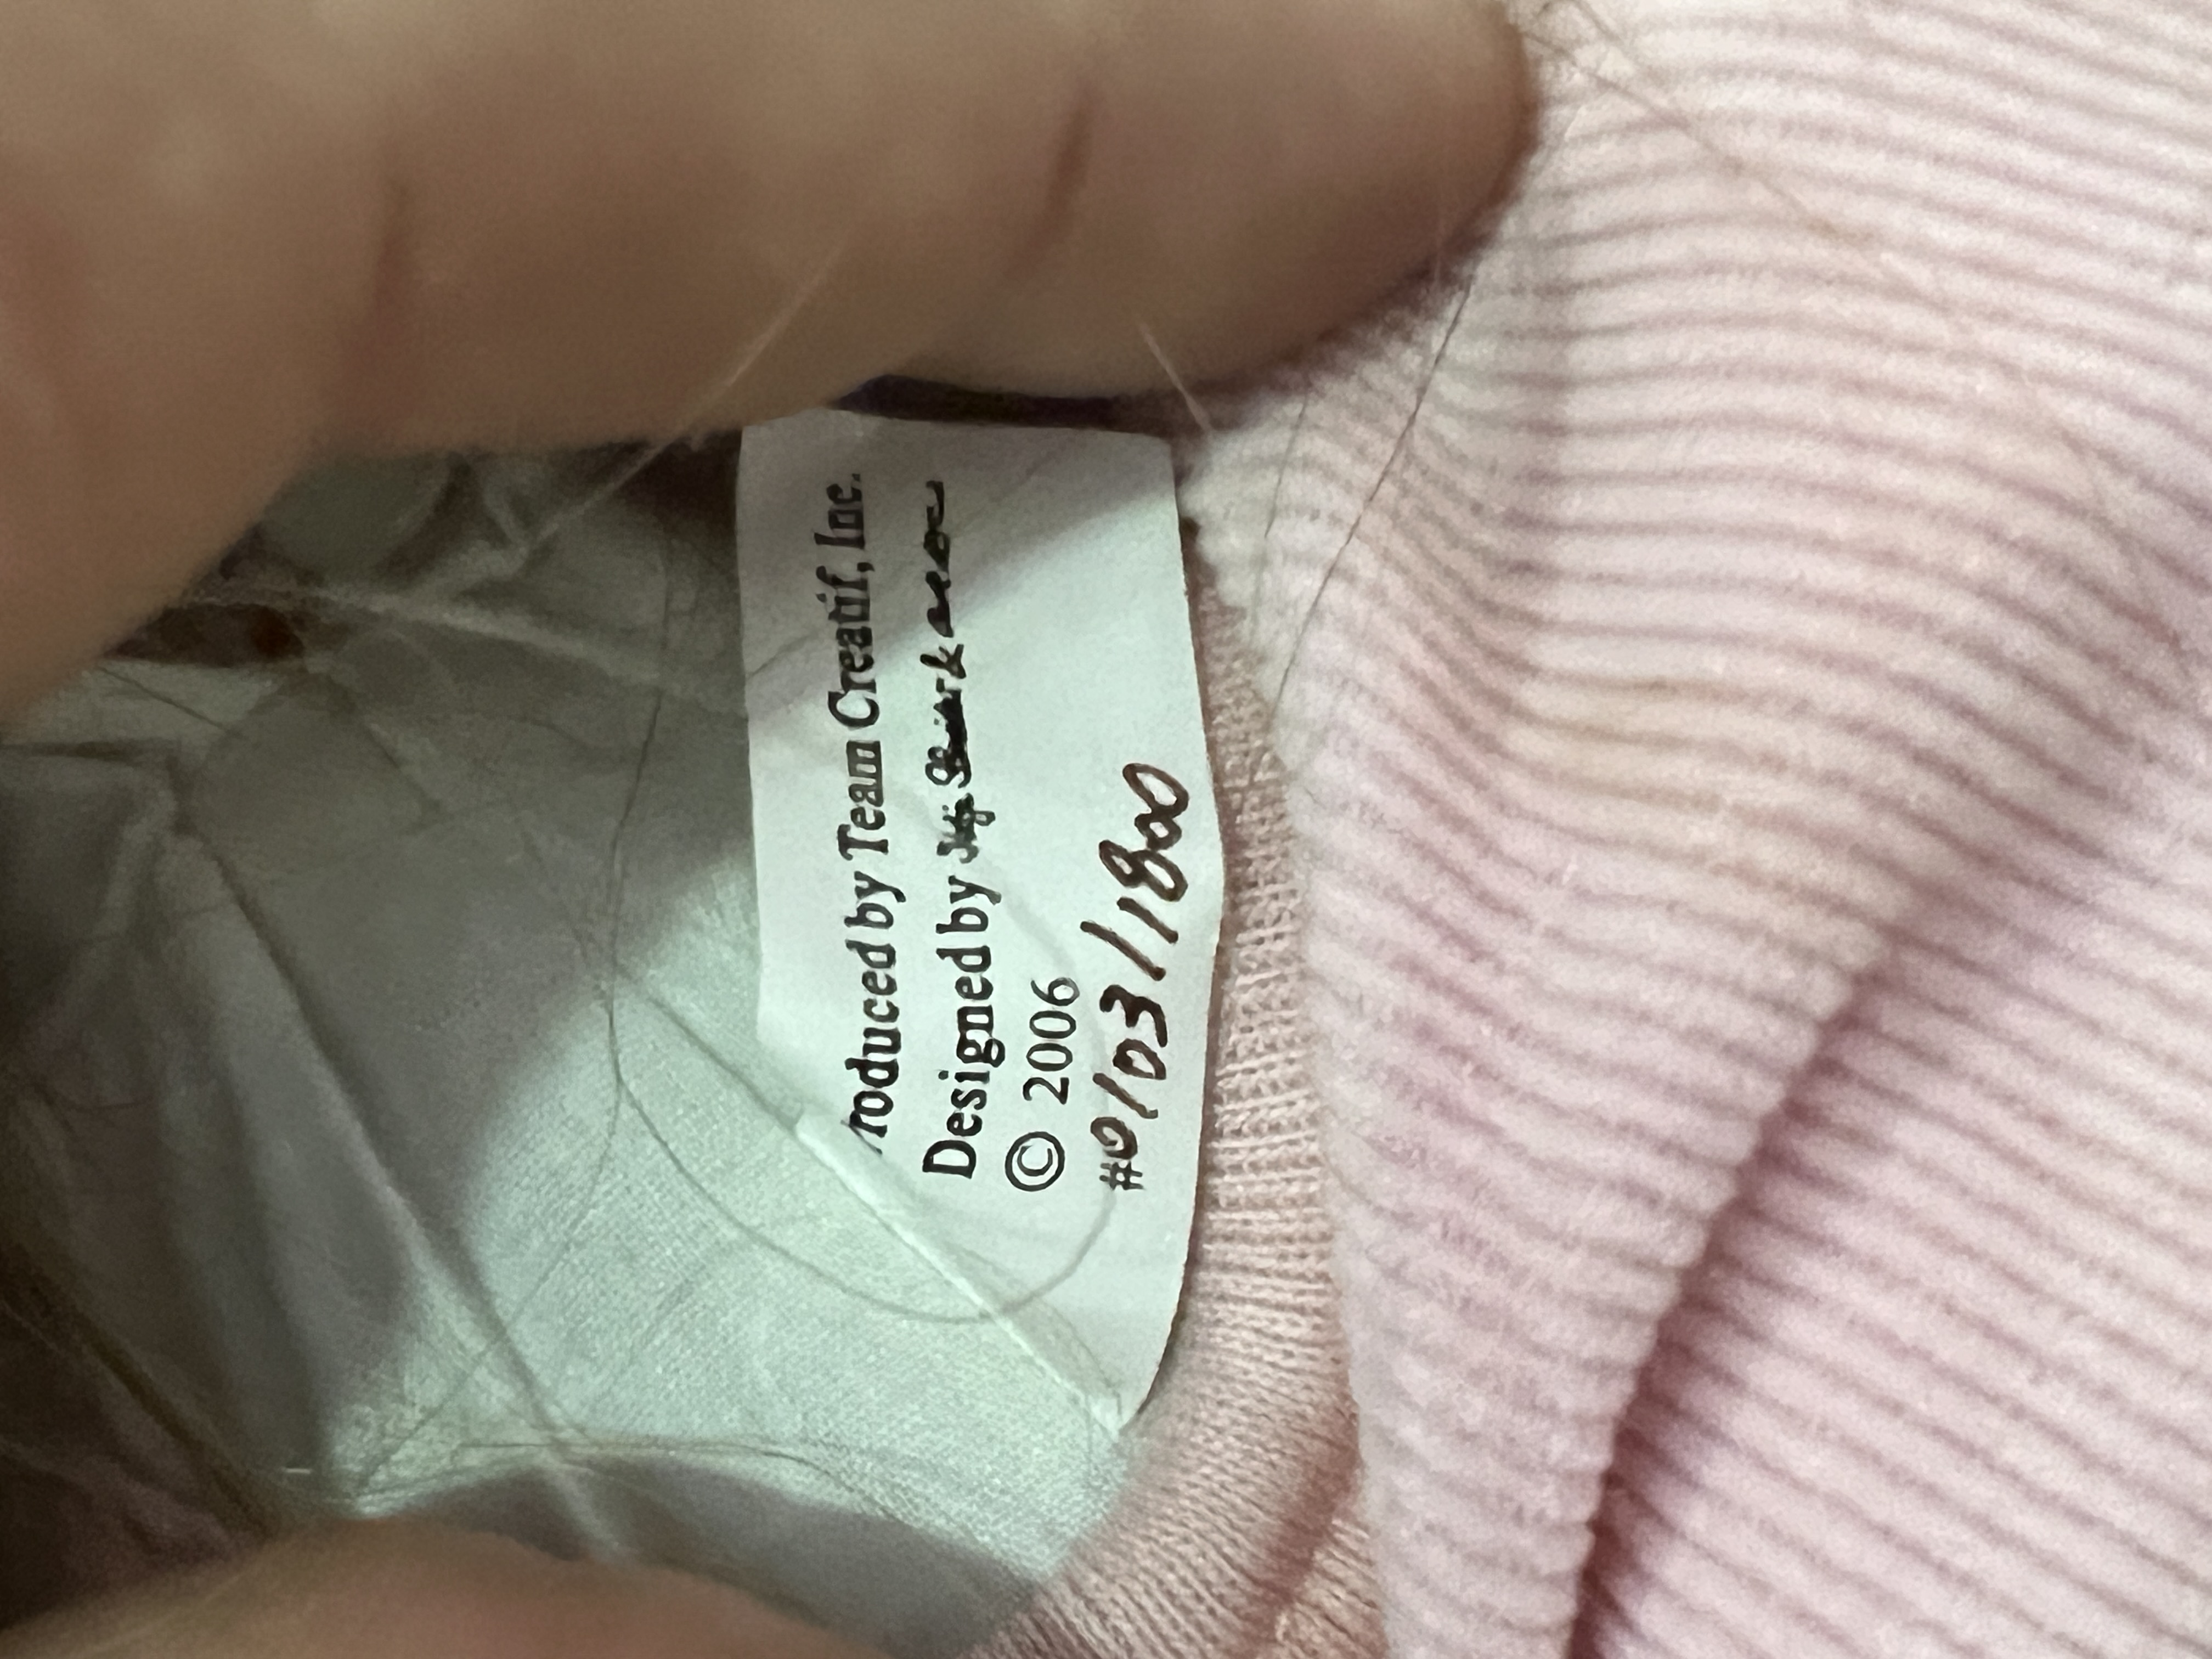 roduced by Team Creatif, Inc.
Designed by
© 2006
#0103/1800